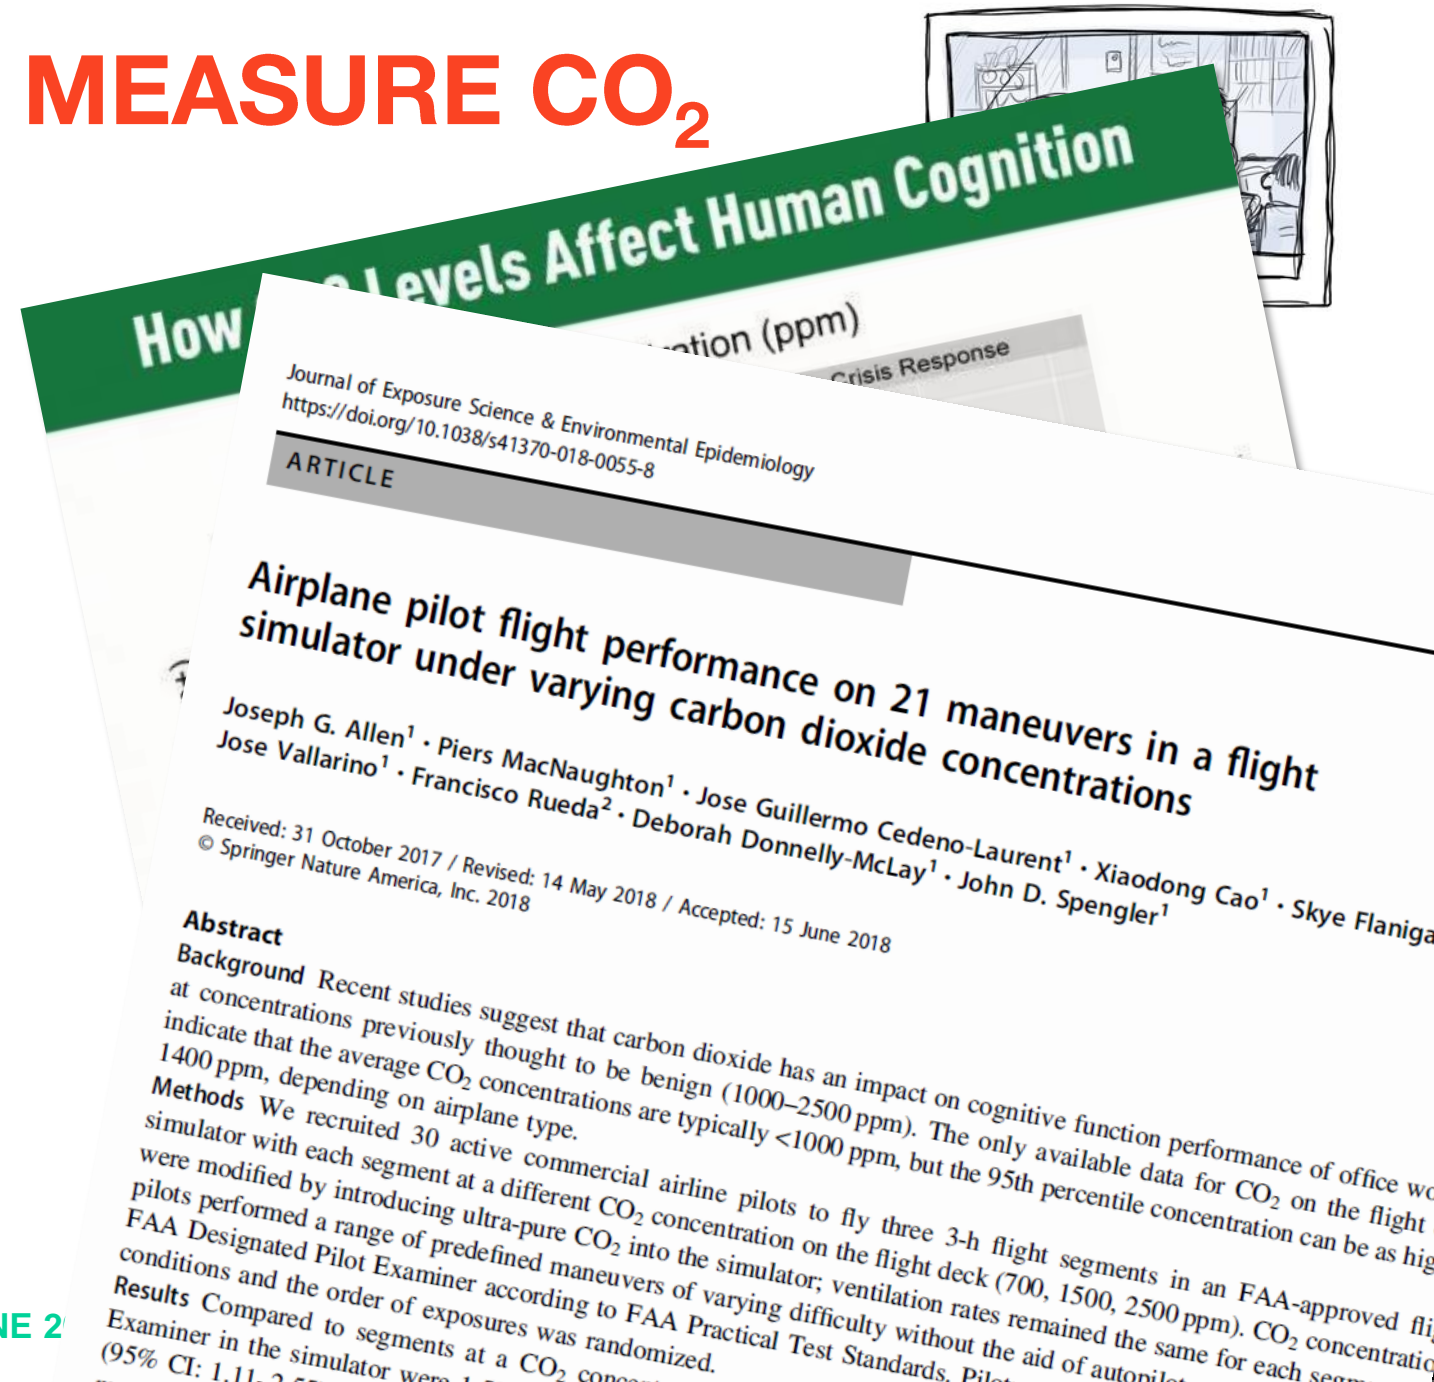 MEASURE CO₂
How Levels Affect Human Cognition
(ppm)
Crisis Response
Journal of Exposure Science & Environmental Epidemiology
https://doi.org/10.1038/s41370-018-0055-8
ARTICLE
Airplane pilot flight performance on 21 maneuvers in a flight
simulator under varying carbon dioxide concentrations
Joseph G. Allen¹ · Piers MacNaughton¹ · Jose Guillermo Cedeno-Laurent¹ · Xiaodong Cao¹ · Skye
Jose Vallarino¹ · Francisco Rueda² · Deborah Donnelly-McLay¹ · John D. Spengler¹
Received: 31 October 2017 / Revised: 14 May 2018 / Accepted: 15 June 2018
© Springer Nature America, Inc. 2018
Abstract
Background Recent studies suggest that carbon dioxide has an impact on cognitive function performance of office
at concentrations previously thought to be benign (1000–2500 ppm). The only available data for CO₂ on the flight
indicate that the average CO₂ concentrations are typically <1000 ppm, but the 95th percentile concentration can be as
1400 ppm, depending on airplane type.
Methods We recruited 30 active commercial airline pilots to fly three 3-h flight segments in an FAA-approved
simulator with each segment at a different CO₂ concentration on the flight deck (700, 1500, 2500 ppm). CO₂
were modified by introducing ultra-pure CO₂ into the simulator; ventilation rates remained the same for each
pilots performed a range of predefined maneuvers of varying difficulty without the aid of
FAA Designated Pilot Examiner according to FAA Practical Test Standards.
conditions and the order of exposures was randomized.
Results Compared to segments at a CO₂
Examiner in the simulator were
(95% CI: 1.11